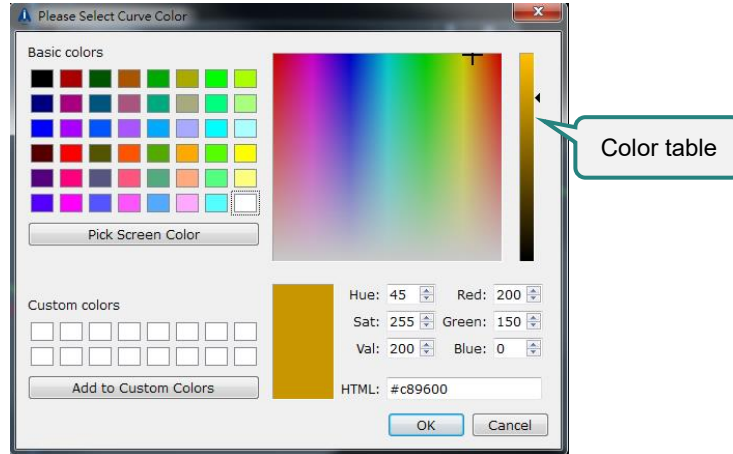 Please Select Curve Color
Basic colors
Pick Screen Color
Color table
Hue: 45 Red: 200
Sat: 255 Green: 150
Val: 200 Blue: 0
HTML: #c89600
Custom colors
Add to Custom Colors
OK Cancel